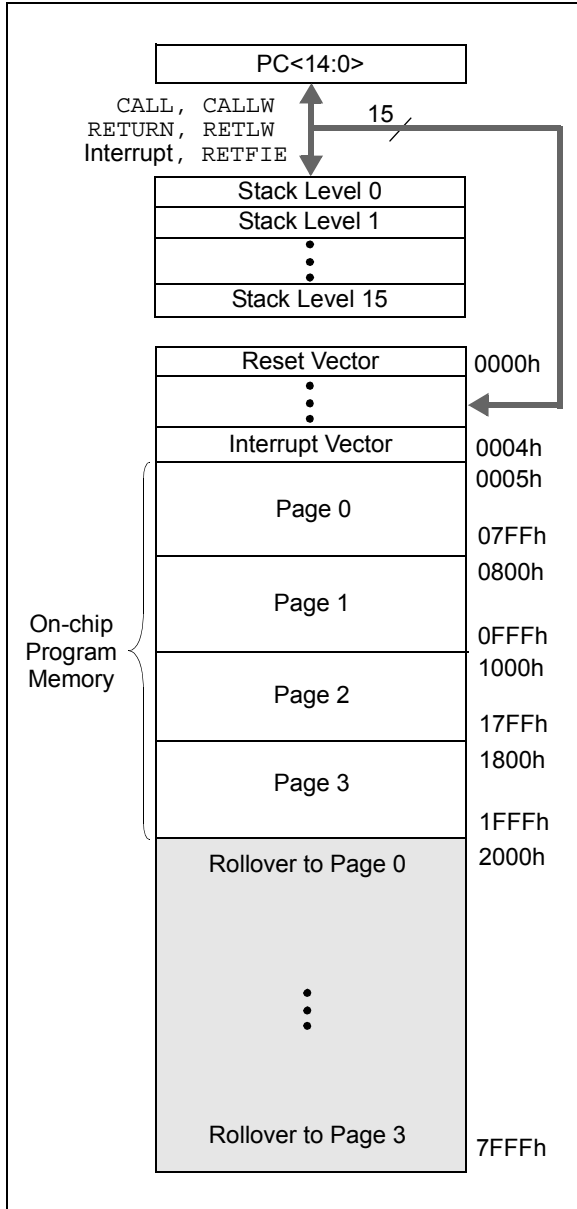 PC<14:0>
CALL, CALLW
RETURN, RETLW
Interrupt, RETFIE
15
Stack Level 0
Stack Level 1
Stack Level 15
Reset Vector
0000h
Interrupt Vector
0004h
0005h
Page 0
07FFh
0800h
Page 1
0FFFh
On-chip
Program
Memory
1000h
Page 2
17FFh
1800h
Page 3
1FFFh
Rollover to Page 0
2000h
Rollover to Page 3
7FFFh